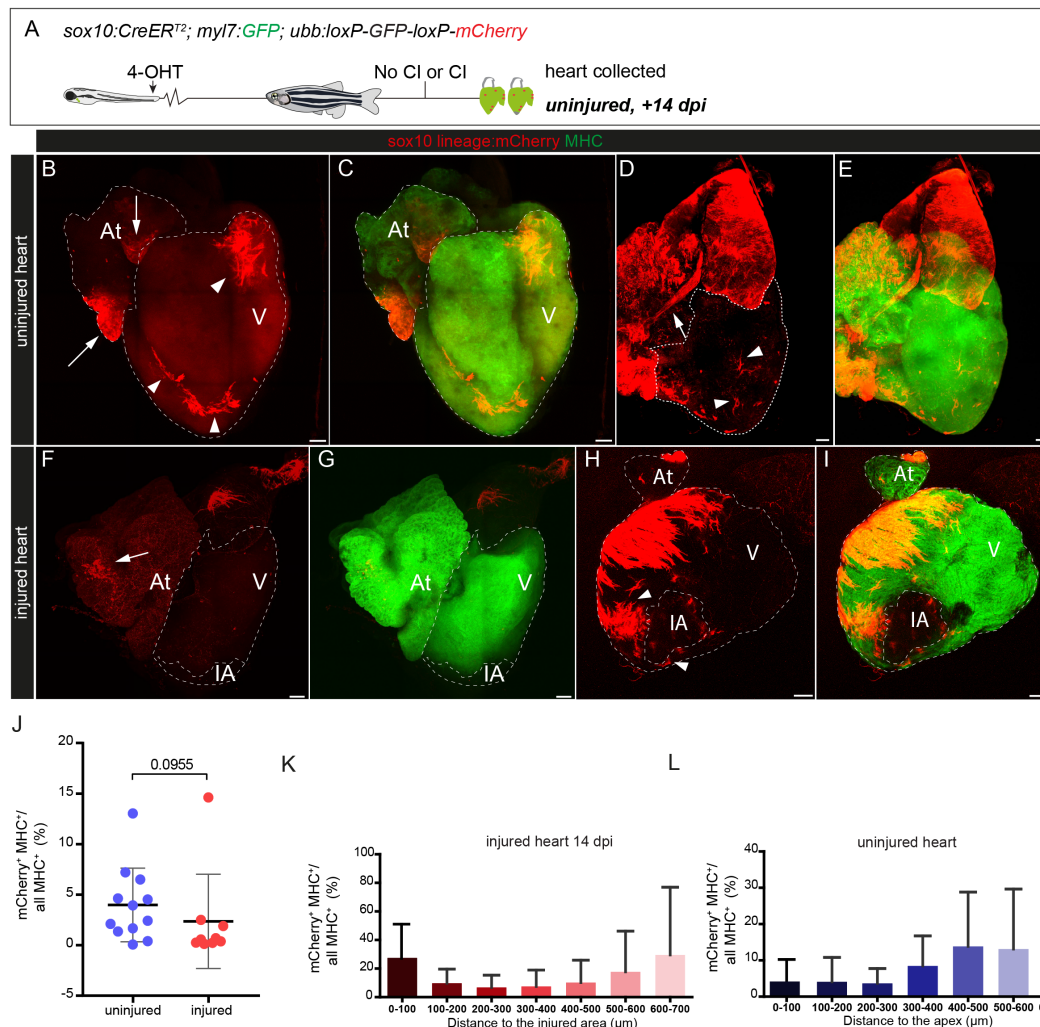 A
sox10:CreERT2; myl7:GFP; ubb:loxP-GFP-loxP-mCherry
4-OHT
No CI or CI
heart collected
uninjured, +14 dpi
sox10 lineage:mCherry MHC
uninjured heart
B
At
V
C
At
V
D
E
injured heart
F
At
V
IA
G
At
V
IA
H
At
V
IA
I
At
V
IA
J
mCherry+ MHC+/
all MHC+ (%)
20
15
10
5
0
-5
0.0955
uninjured
injured
K
injured heart 14 dpi
mCherry+ MHC+/
all MHC+ (%)
100
80
60
40
20
0
0-100 100-200 200-300 300-400 400-500 500-600 600-700
Distance to the injured area (µm)
L
uninjured heart
mCherry+ MHC+/
all MHC+ (%)
40
30
20
10
0
0-100 100-200 200-300 300-400 400-500 500-600
Distance to the apex (µm)